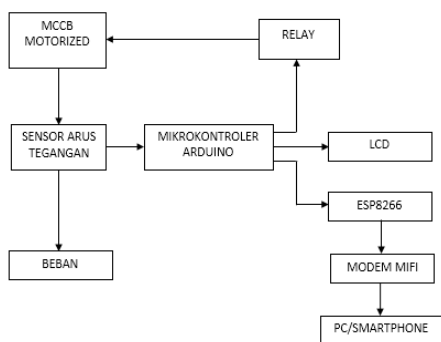 MCCB
MOTORIZED
RELAY
SENSOR ARUS
TEGANGAN
MIKROKONTROLER
ARDUINO
LCD
ESP8266
BEBAN
MODEM MIFI
PC/SMARTPHONE